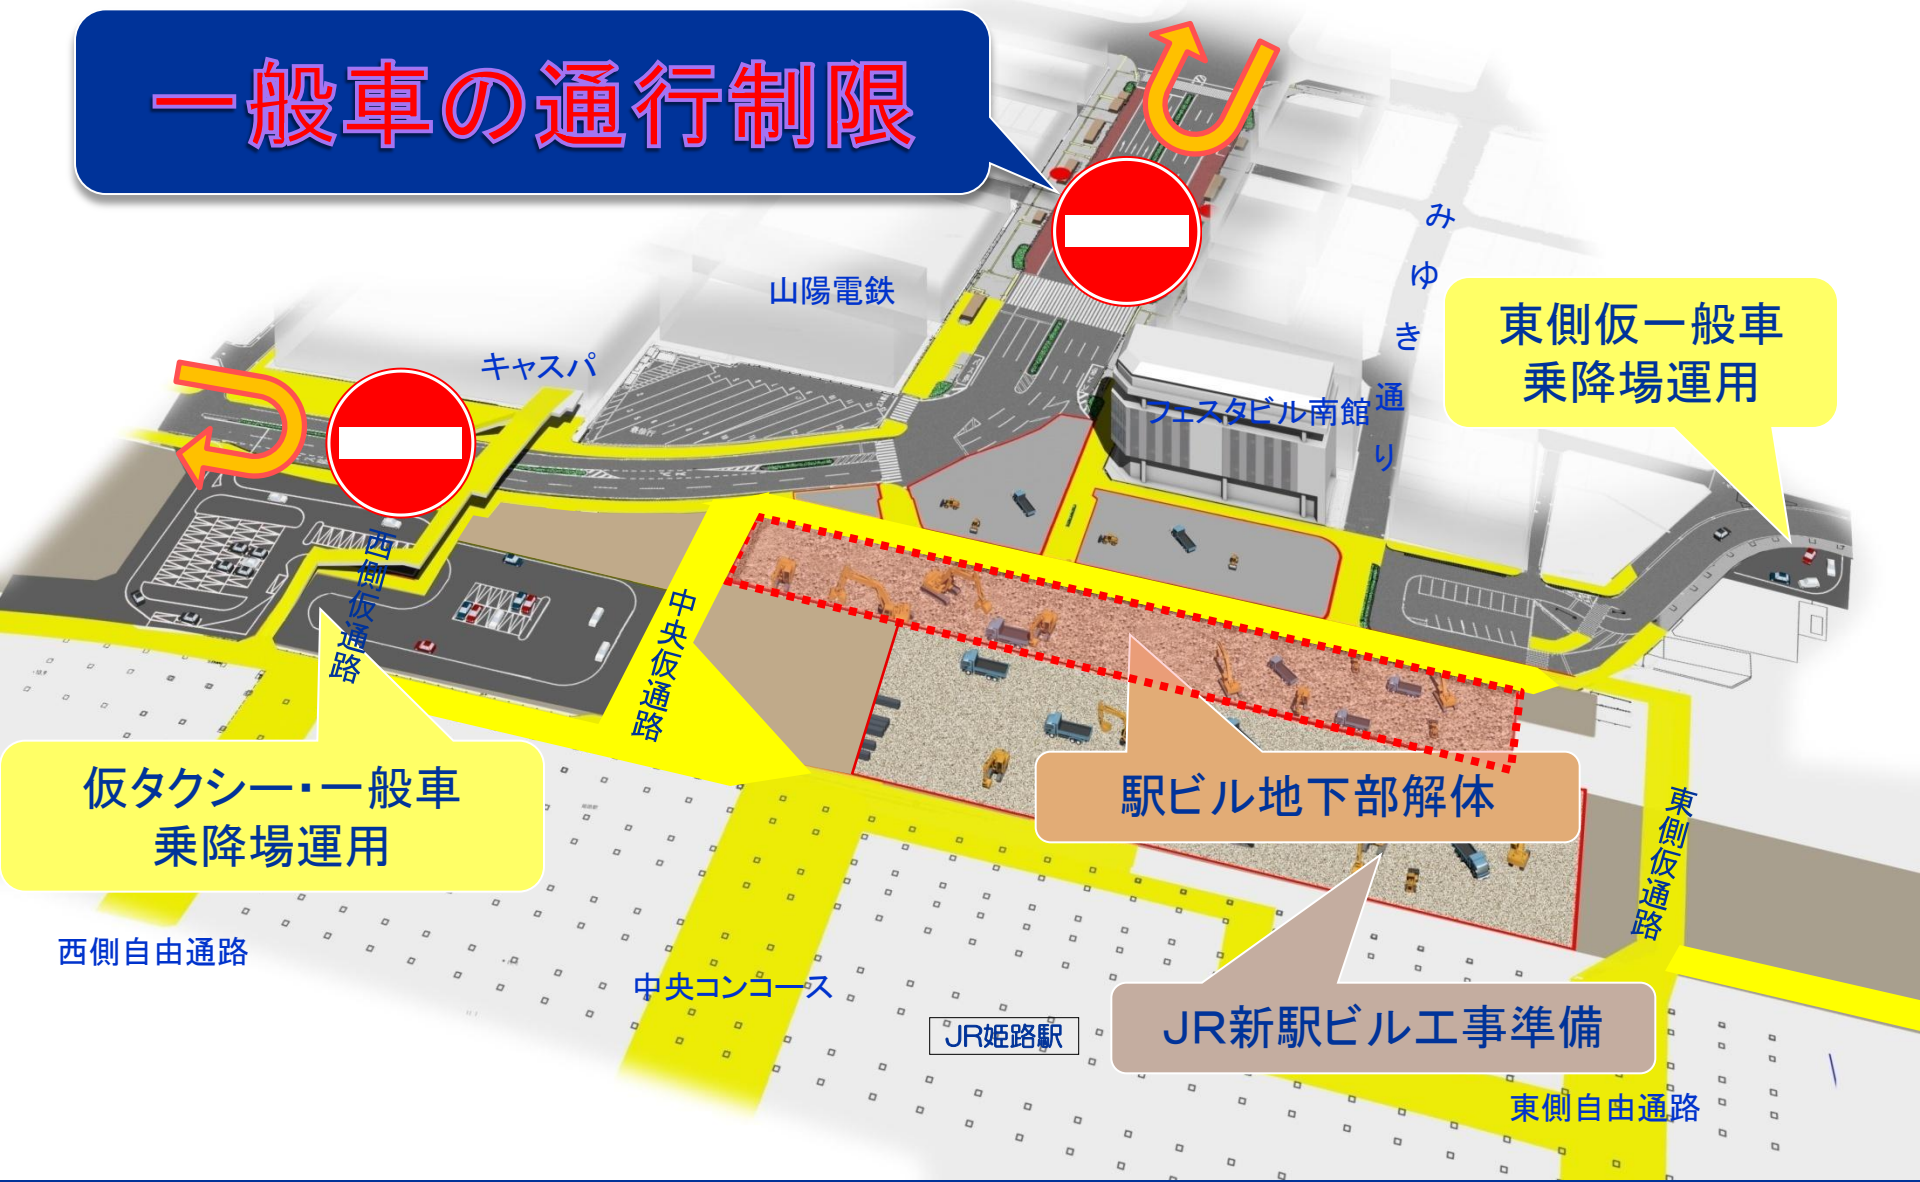 一般車の通行制限
みゆき通り
山陽電鉄
東側仮一般車
乗降場運用
キャスパ
フェスタビル南館
西側仮通路
中央仮通路
仮タクシー・一般車
乗降場運用
駅ビル地下部解体
東側仮通路
西側自由通路
中央コンコース
JR姫路駅
JR新駅ビル工事準備
東側自由通路